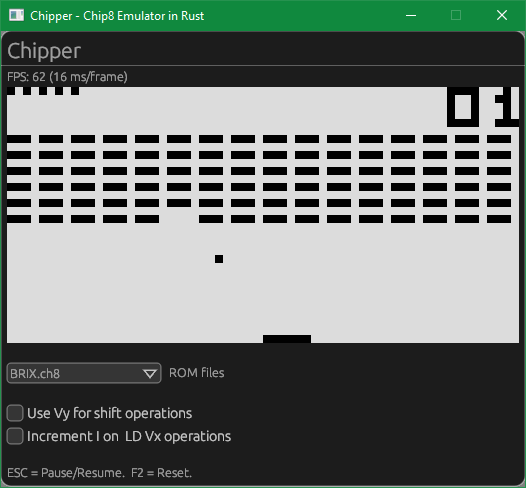 Chipper - Chip8 Emulator in Rust
Chipper
FPS: 62 (16 ms/frame)
01
BRIX.ch8 ROM files
Use Vy for shift operations
Increment I on  LD Vx operations
ESC = Pause/Resume.  F2 = Reset.